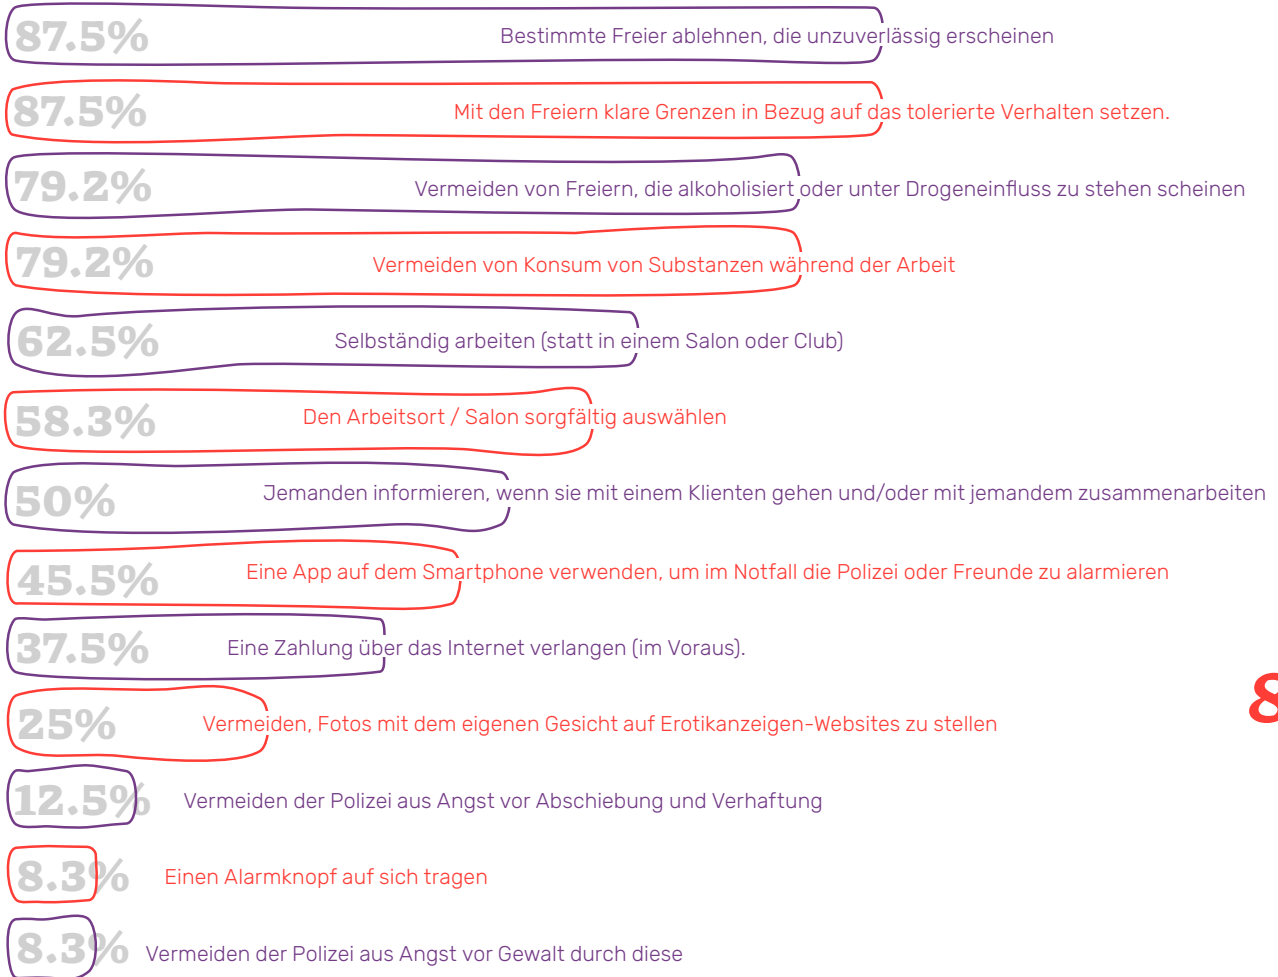 87.5% Bestimmte Freier ablehnen, die unzuverlässig erscheinen
87.5% Mit den Freiern klare Grenzen in Bezug auf das tolerierte Verhalten setzen.
79.2% Vermeiden von Freiern, die alkoholisiert oder unter Drogeneinfluss zu stehen scheinen
79.2% Vermeiden von Konsum von Substanzen während der Arbeit
62.5% Selbständig arbeiten (statt in einem Salon oder Club)
58.3% Den Arbeitsort / Salon sorgfältig auswählen
50% Jemanden informieren, wenn sie mit einem Klienten gehen und/oder mit jemandem zusammenarbeiten
45.5% Eine App auf dem Smartphone verwenden, um im Notfall die Polizei oder Freunde zu alarmieren
37.5% Eine Zahlung über das Internet verlangen (im Voraus).
25% Vermeiden, Fotos mit dem eigenen Gesicht auf Erotikanzeigen-Websites zu stellen
8
12.5% Vermeiden der Polizei aus Angst vor Abschiebung und Verhaftung
8.3% Einen Alarmknopf auf sich tragen
8.3% Vermeiden der Polizei aus Angst vor Gewalt durch diese